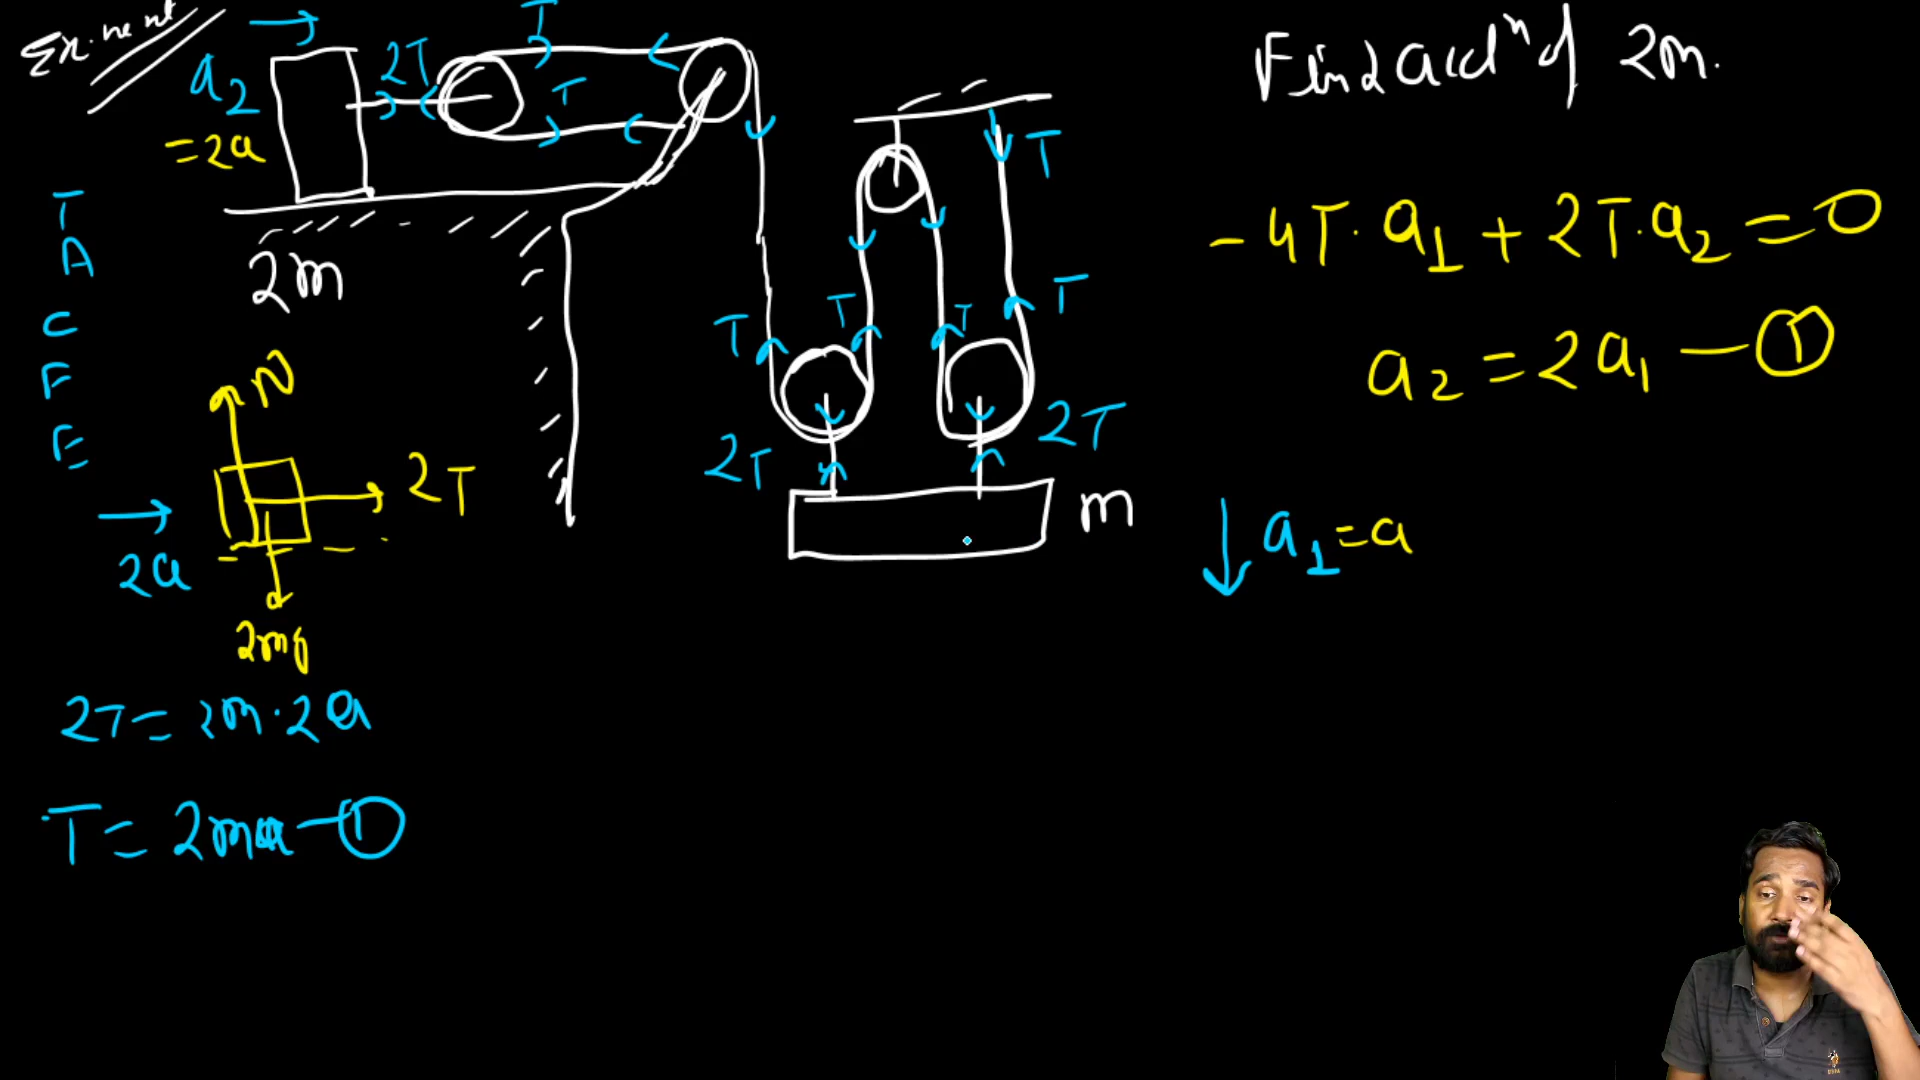 Find accl^n of 2m.
T
a2
2T
T
= 2a
T
T
T
A
C
F
E
2m
-4T. a1 + 2T. a2 = 0
T
T
T
T
a2 = 2a1 — 1
N
2T
2T
2T
2a
m
a1 = a
2mg
2T = 2m. 2a
T = 2ma — 1